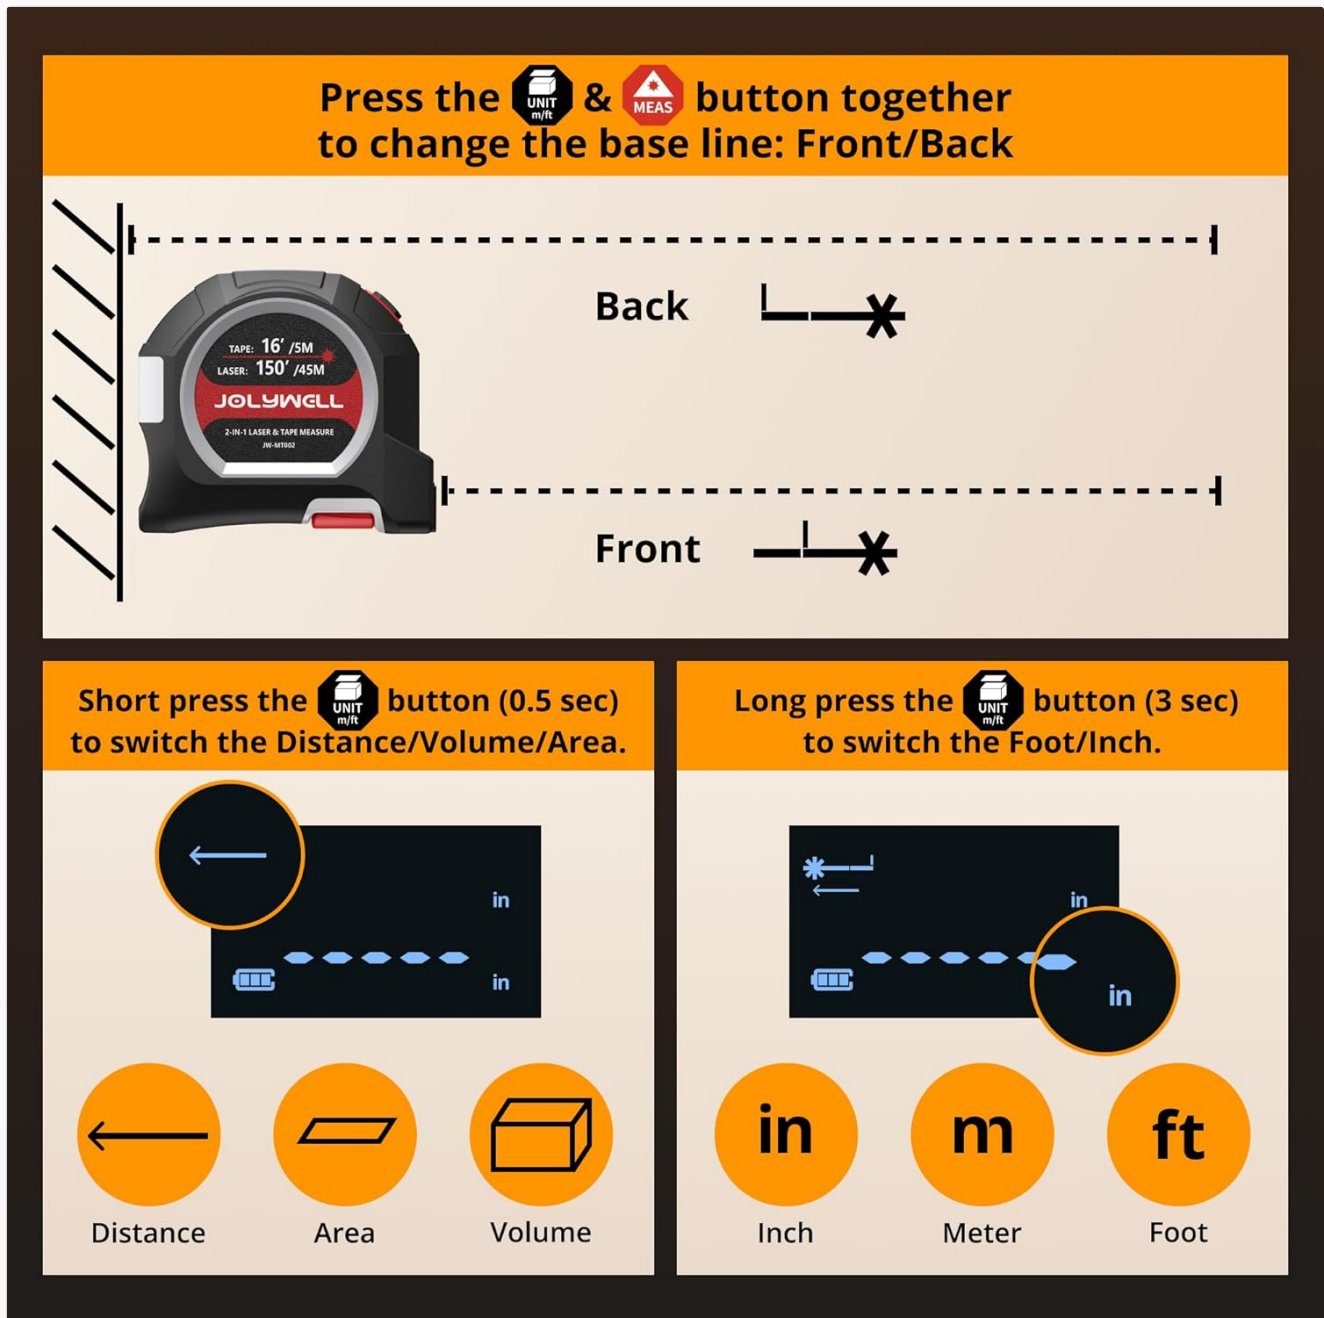 Press the UNIT m/ft & MEAS button together
to change the base line: Front/Back
Back
TAPE: 16' /5M
LASER: 150' /45M
JOLYWELL
2-IN-1 LASER & TAPE MEASURE
JW-MT002
Front
Short press the UNIT m/ft button (0.5 sec)
to switch the Distance/Volume/Area.
in
in
Distance
Area
Volume
Long press the UNIT m/ft button (3 sec)
to switch the Foot/Inch.
in
in
in
m
ft
Inch
Meter
Foot